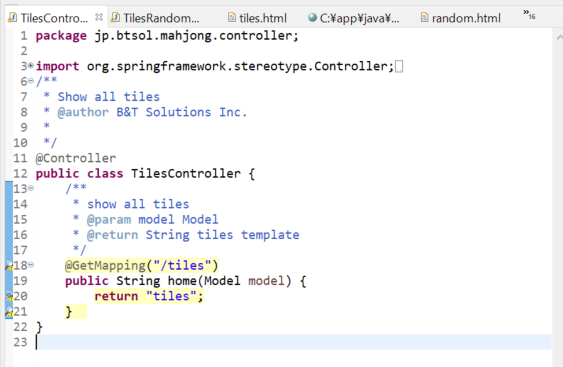 TilesContro... TilesRandom... tiles.html C:¥app¥java¥... random.html »16
1 package jp.btsol.mahjong.controller;
2
3 import org.springframework.stereotype.Controller;
6 /**
7  * Show all tiles
8  * @author B&T Solutions Inc.
9  *
10  */
11 @Controller
12 public class TilesController {
13     /**
14      * show all tiles
15      * @param model Model
16      * @return String tiles template
17      */
18     @GetMapping("/tiles")
19     public String home(Model model) {
20         return "tiles";
21     }
22 }
23